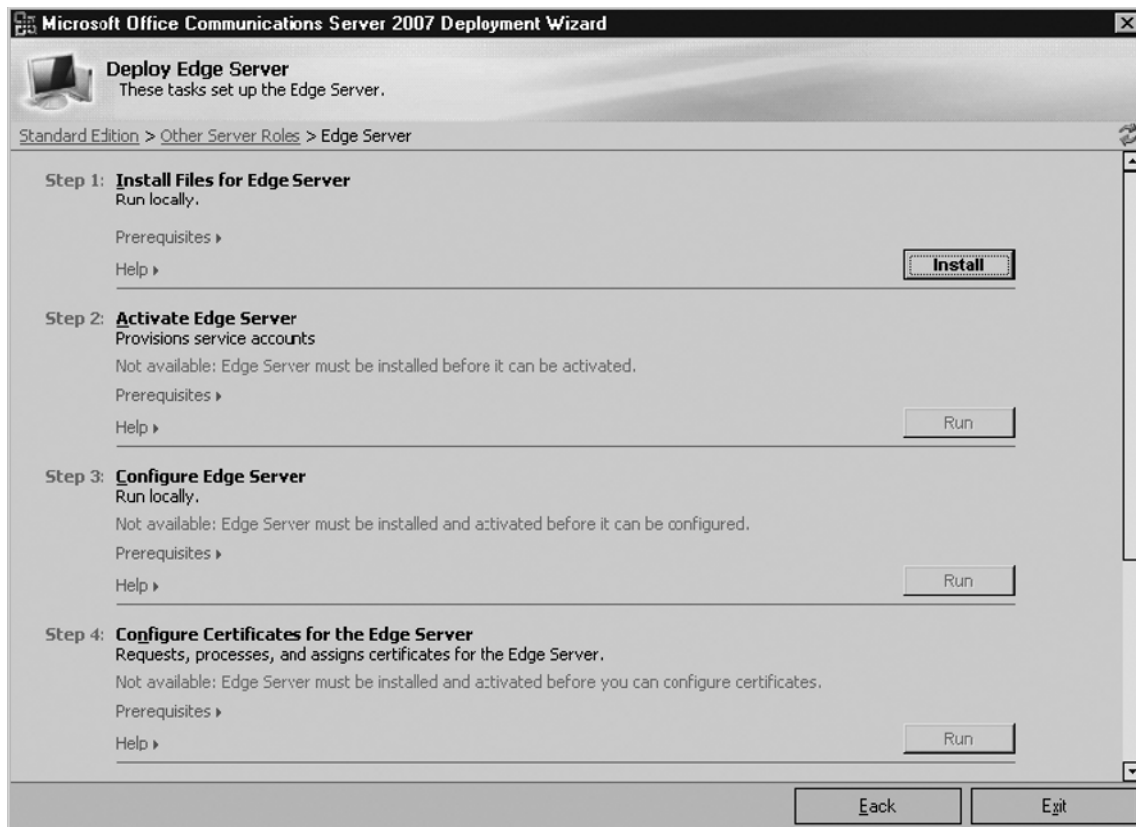 Microsoft Office Communications Server 2007 Deployment Wizard
Deploy Edge Server
These tasks set up the Edge Server.
Standard Edition > Other Server Roles > Edge Server
Step 1: Install Files for Edge Server
Run locally.
Prerequisites
Help
Install
Step 2: Activate Edge Server
Provisions service accounts
Not available: Edge Server must be installed before it can be activated.
Prerequisites
Help
Run
Step 3: Configure Edge Server
Run locally.
Not available: Edge Server must be installed and activated before it can be configured.
Prerequisites
Help
Run
Step 4: Configure Certificates for the Edge Server
Requests, processes, and assigns certificates for the Edge Server.
Not available: Edge Server must be installed and activated before you can configure certificates.
Prerequisites
Help
Run
Back
Exit